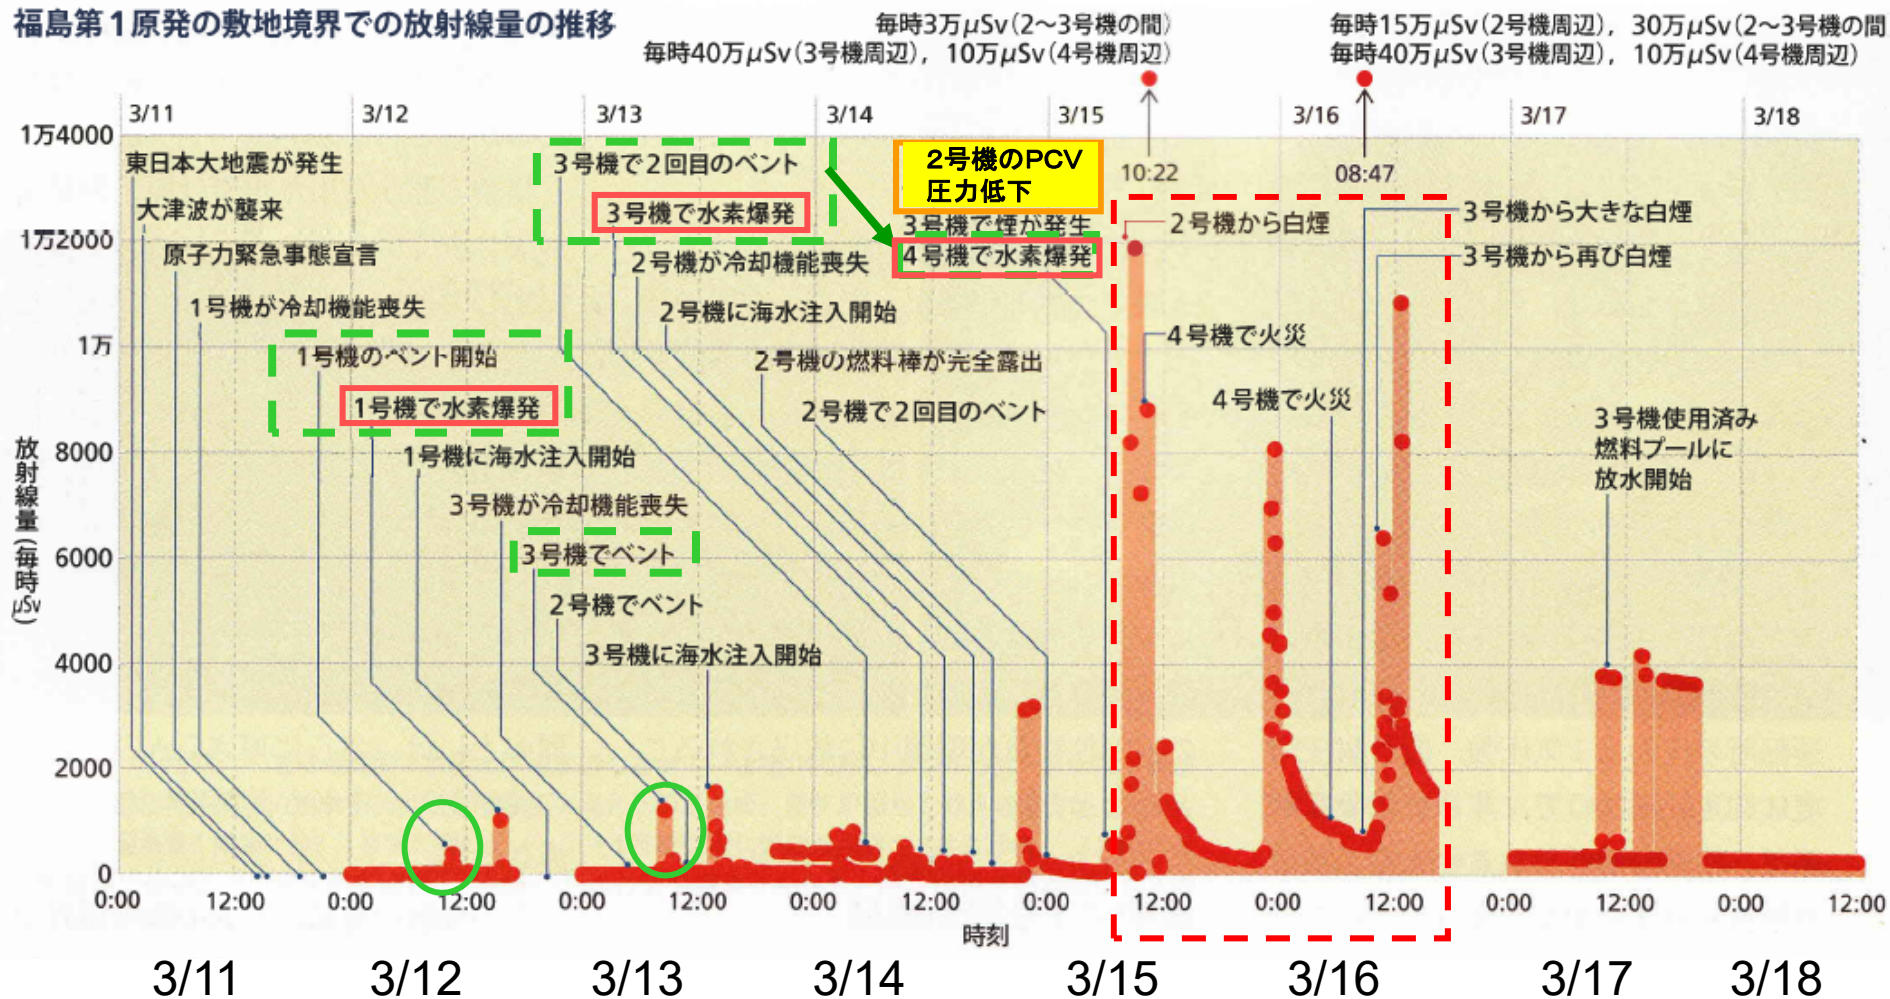 福島第1原発の敷地境界での放射線量の推移
毎時3万μSv(2〜3号機の間)
毎時40万μSv(3号機周辺)，10万μSv(4号機周辺)
毎時15万μSv(2号機周辺)，30万μSv(2〜3号機の間
毎時40万μSv(3号機周辺)，10万μSv(4号機周辺)
3/11
3/12
3/13
3/14
3/15
3/16
3/17
3/18
10:22
08:47
1万4000
1万2000
1万
8000
6000
4000
2000
0
放射線量(毎時μSv)
東日本大地震が発生
大津波が襲来
原子力緊急事態宣言
1号機が冷却機能喪失
1号機のベント開始
1号機で水素爆発
1号機に海水注入開始
3号機が冷却機能喪失
3号機でベント
2号機でベント
3号機に海水注入開始
3号機で2回目のベント
3号機で水素爆発
2号機が冷却機能喪失
2号機に海水注入開始
2号機の燃料棒が完全露出
2号機で2回目のベント
2号機のPCV
圧力低下
3号機で煙が発生
4号機で水素爆発
2号機から白煙
4号機で火災
4号機で火災
3号機から大きな白煙
3号機から再び白煙
3号機使用済み
燃料プールに
放水開始
0:00
12:00
0:00
12:00
0:00
12:00
0:00
12:00
0:00
12:00
0:00
12:00
0:00
12:00
0:00
12:00
時刻
3/11
3/12
3/13
3/14
3/15
3/16
3/17
3/18